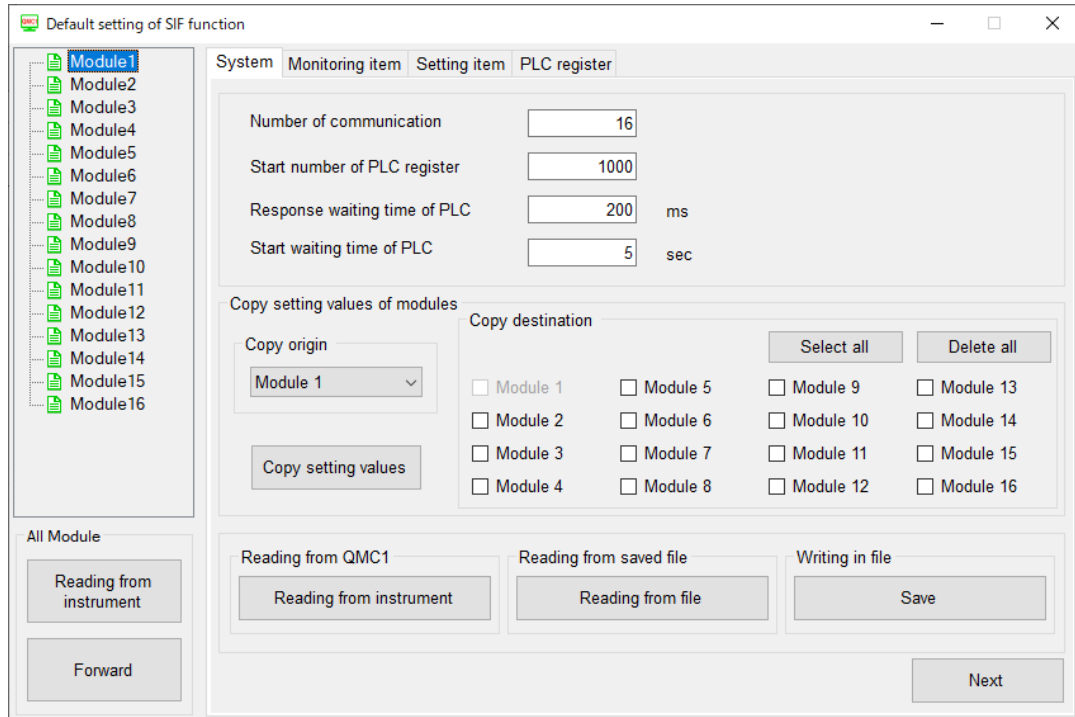 QMC1 Default setting of SIF function
Module1
Module2
Module3
Module4
Module5
Module6
Module7
Module8
Module9
Module10
Module11
Module12
Module13
Module14
Module15
Module16
All Module
Reading from
instrument
Forward
System Monitoring item Setting item PLC register
Number of communication 16
Start number of PLC register 1000
Response waiting time of PLC 200 ms
Start waiting time of PLC 5 sec
Copy setting values of modules
Copy origin
Module 1
Copy setting values
Copy destination
Select all Delete all
Module 1 Module 5 Module 9 Module 13
Module 2 Module 6 Module 10 Module 14
Module 3 Module 7 Module 11 Module 15
Module 4 Module 8 Module 12 Module 16
Reading from QMC1 Reading from saved file Writing in file
Reading from instrument Reading from file Save
Next